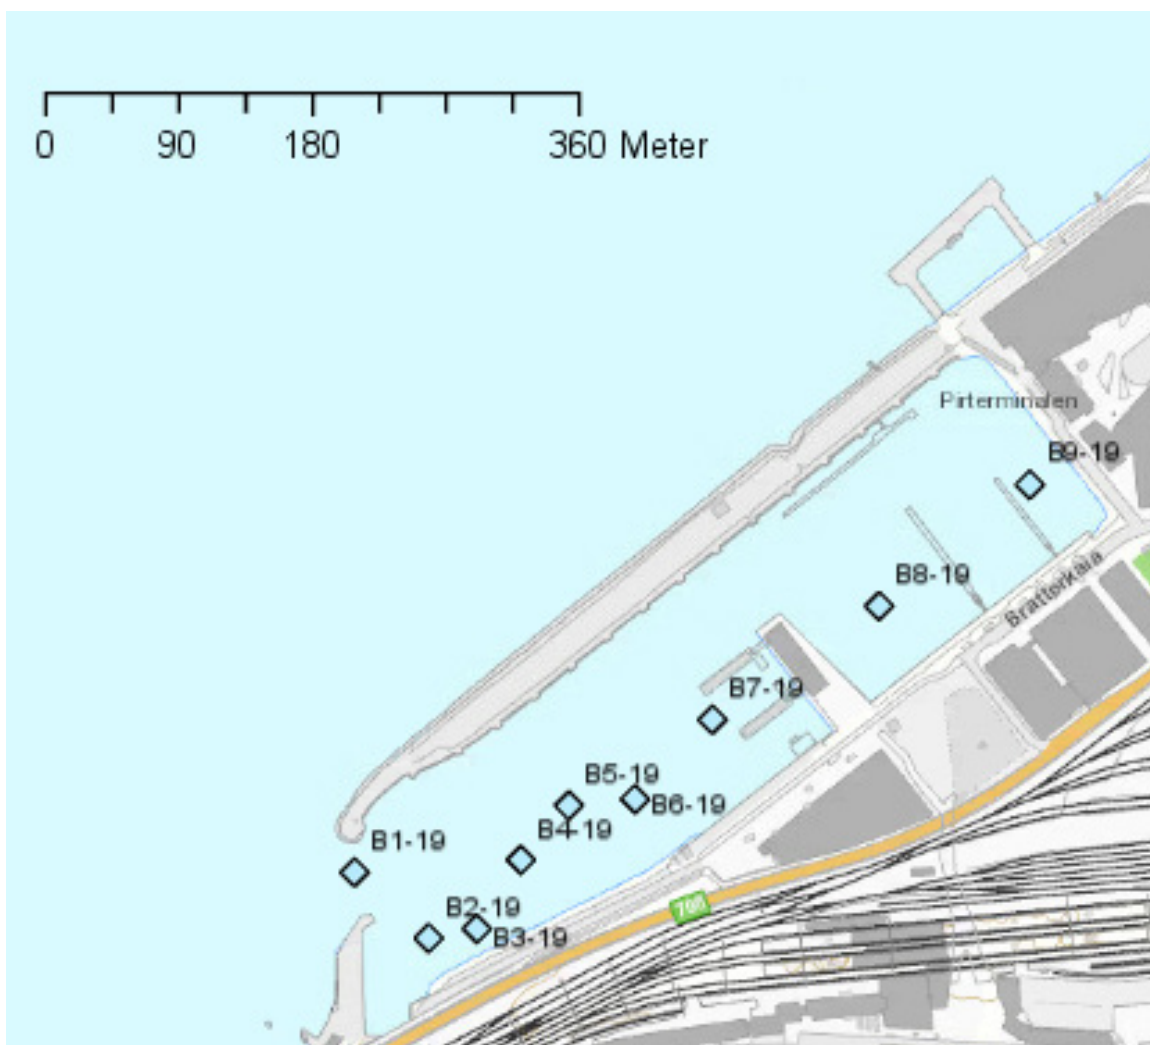 0 90 180 360 Meter
Pirterminalen
B9-19
B8-19
Brattørkaia
B7-19
B5-19
B6-19
B4-19
B1-19
B2-19
B3-19
706